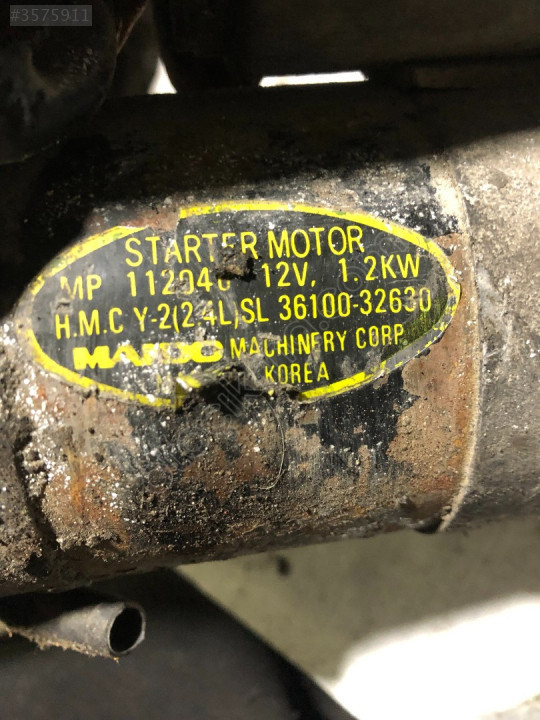 #3575911
STARTER MOTOR
MP 12V, 1.2KW
H.M.C Y-2(2.4L),SL 36100-32630
MANDO MACHINERY CORP.
KOREA